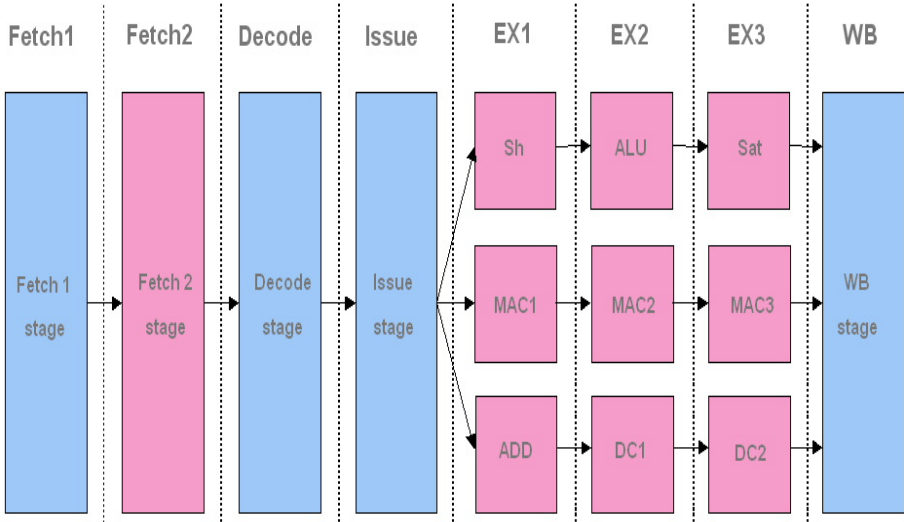 Fetch1 Fetch2 Decode Issue EX1 EX2 EX3 WB
Sh ALU Sat
Fetch 1 Fetch 2 Decode Issue MAC1 MAC2 MAC3 WB
stage stage stage stage stage
ADD DC1 DC2